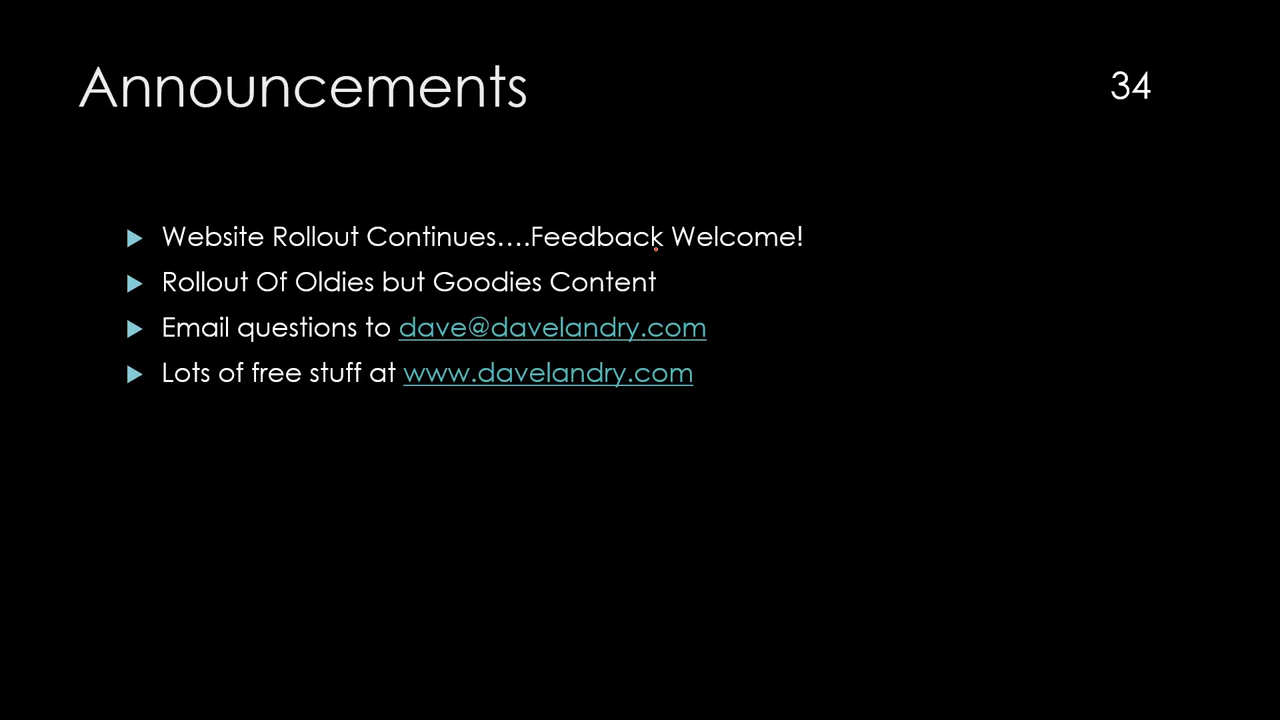 Announcements
34
Website Rollout Continues....Feedback Welcome!
Rollout Of Oldies but Goodies Content
Email questions to dave@davelandry.com
Lots of free stuff at www.davelandry.com